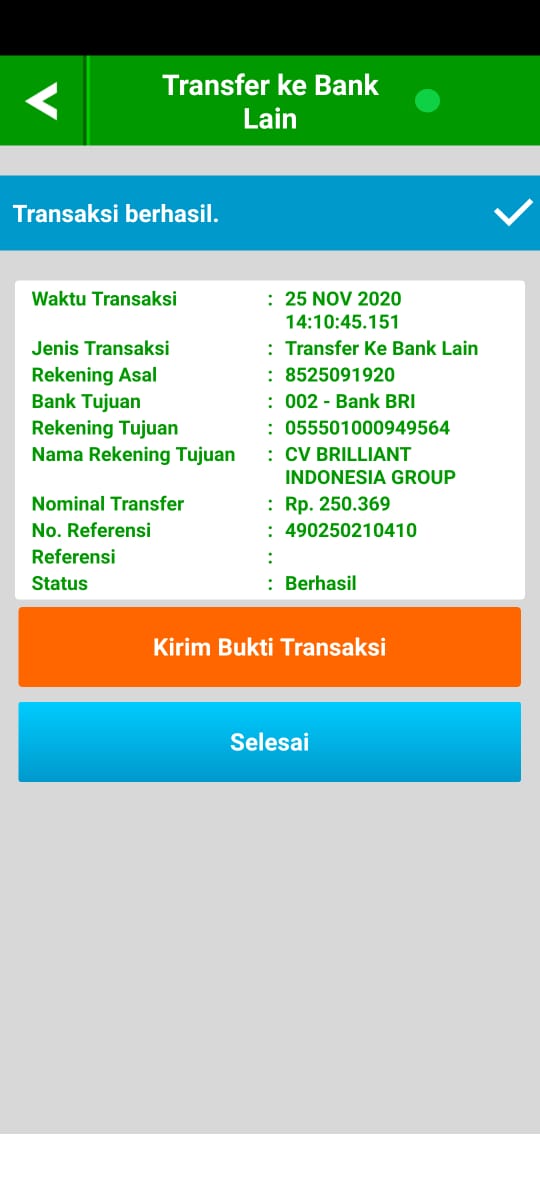 Transfer ke Bank
Lain
Transaksi berhasil.
Waktu Transaksi : 25 NOV 2020
14:10:45.151
Jenis Transaksi : Transfer Ke Bank Lain
Rekening Asal : 8525091920
Bank Tujuan : 002 - Bank BRI
Rekening Tujuan : 055501000949564
Nama Rekening Tujuan : CV BRILLIANT
INDONESIA GROUP
Nominal Transfer : Rp. 250.369
No. Referensi : 490250210410
Referensi :
Status : Berhasil
Kirim Bukti Transaksi
Selesai